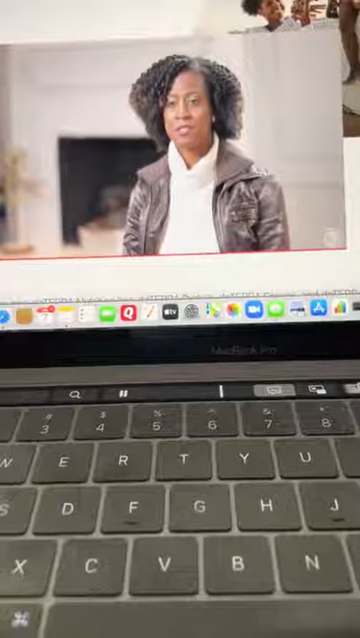 MacBook Pro
# $ % ^ & *
3 4 5 6 7 8
W E R T Y U
S D F G H J
X C V B N
⌘